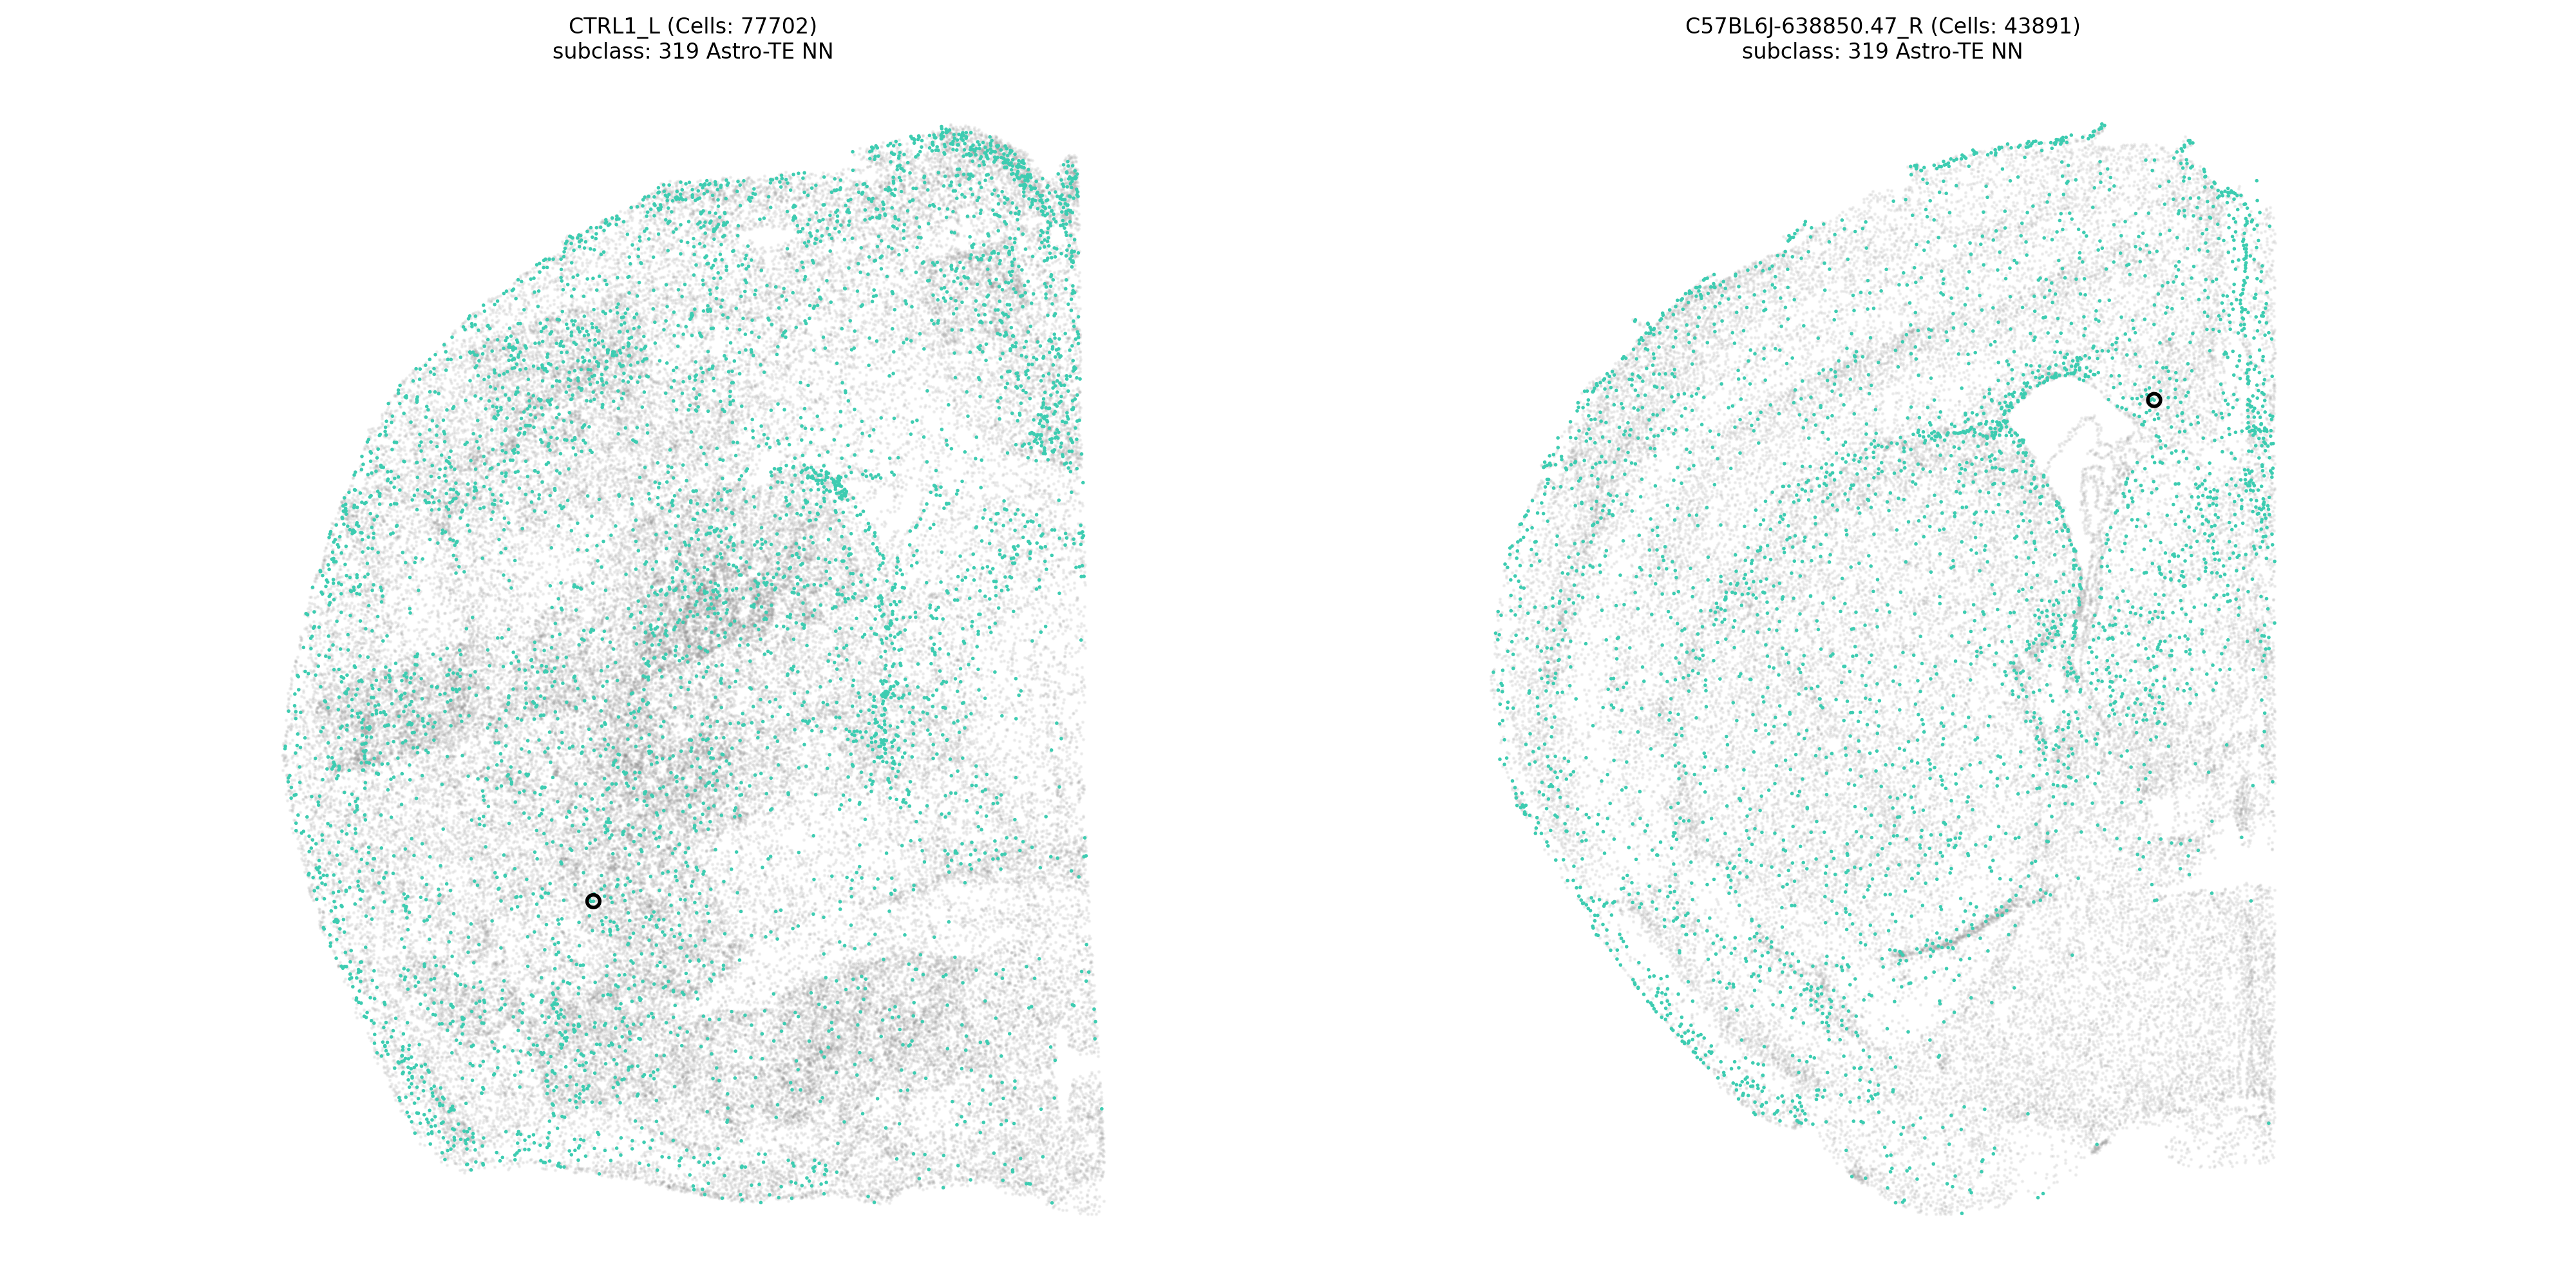 CTRL1_L (Cells: 77702)
subclass: 319 Astro-TE NN
C57BL6J-638850.47_R (Cells: 43891)
subclass: 319 Astro-TE NN